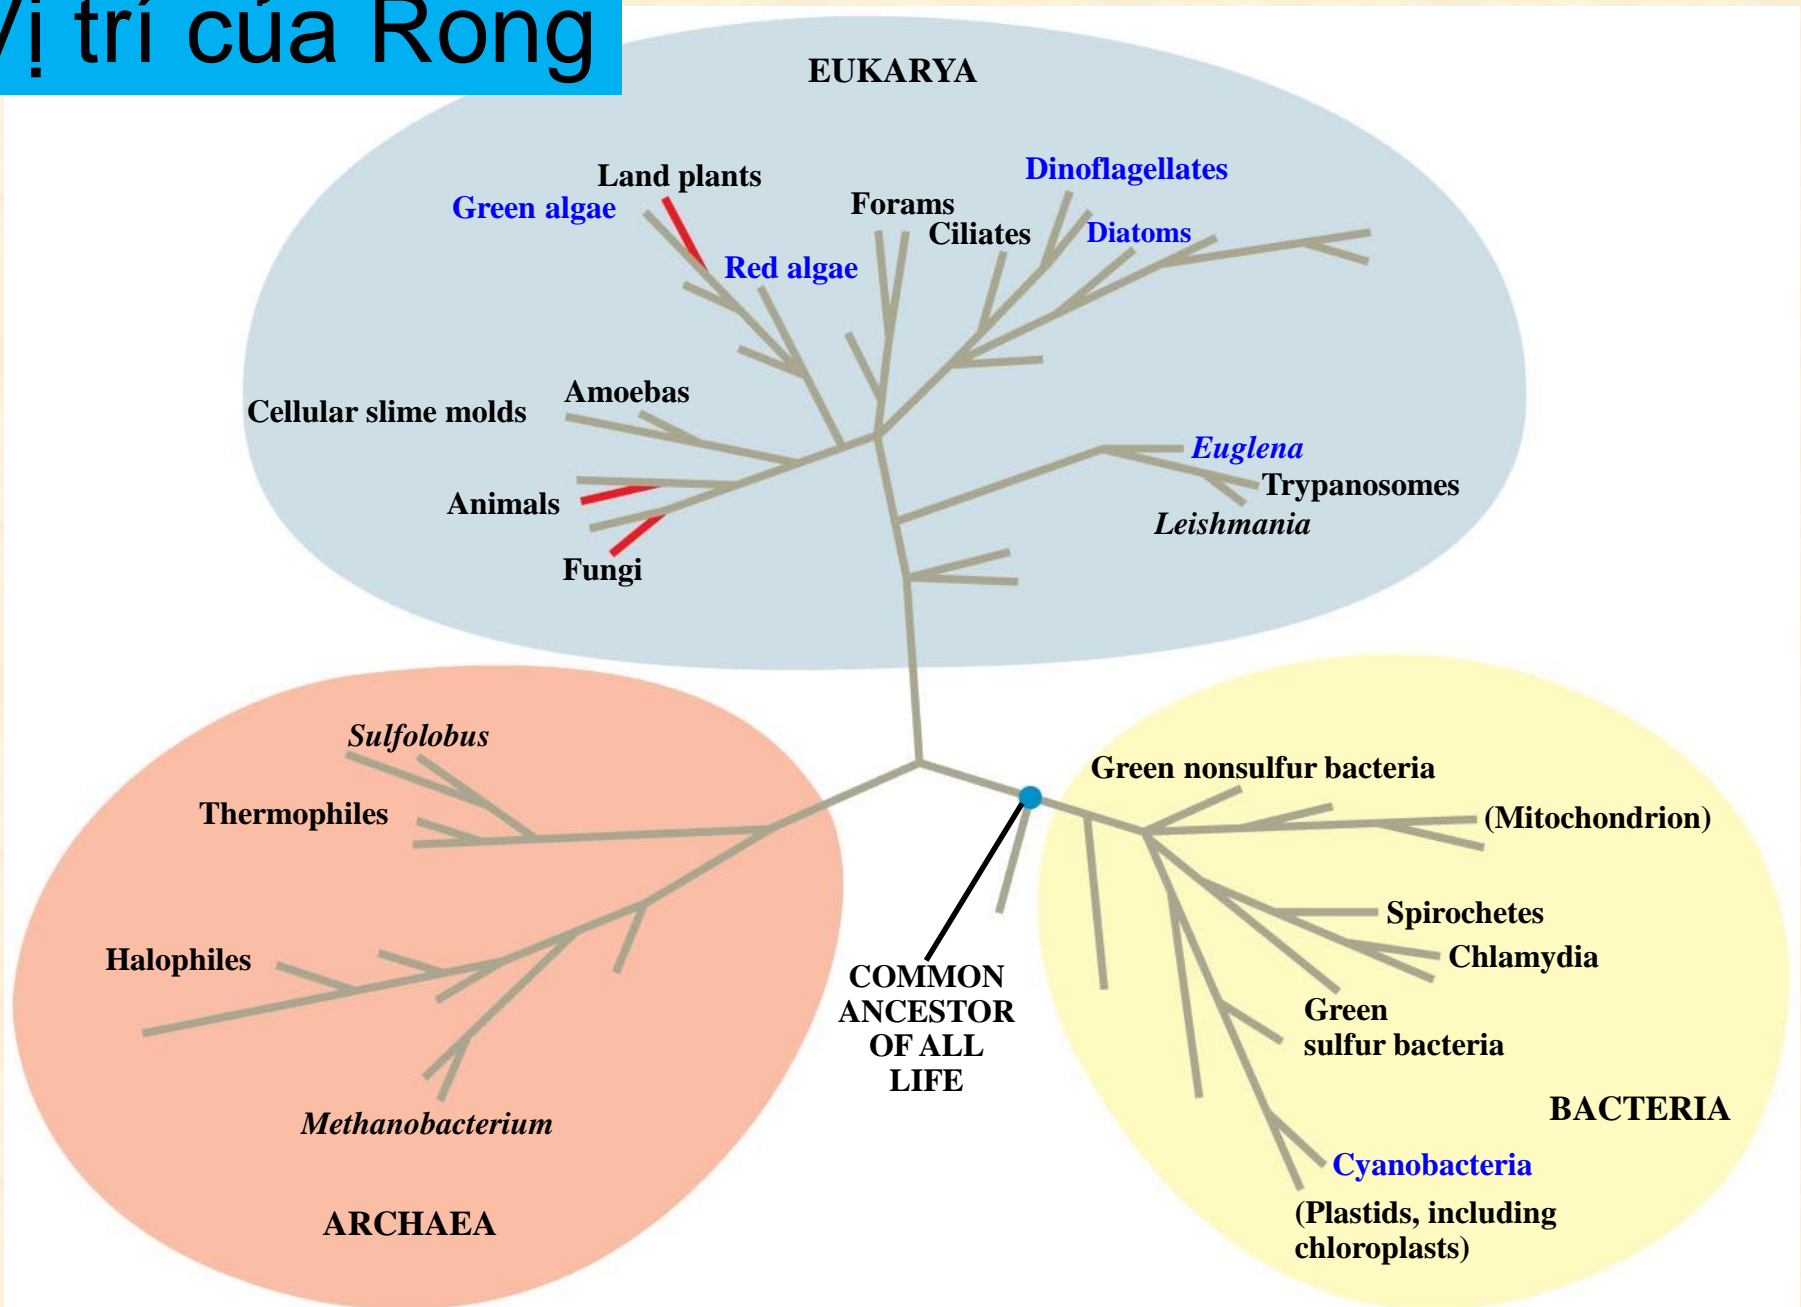 Vị trí của Rong
EUKARYA
Land plants
Green algae
Dinoflagellates
Forams
Ciliates
Diatoms
Red algae
Amoebas
Cellular slime molds
Euglena
Trypanosomes
Leishmania
Animals
Fungi
Sulfolobus
Thermophiles
Halophiles
Methanobacterium
ARCHAEA
COMMON
ANCESTOR
OF ALL
LIFE
Green nonsulfur bacteria
(Mitochondrion)
Spirochetes
Chlamydia
Green
sulfur bacteria
BACTERIA
Cyanobacteria
(Plastids, including
chloroplasts)